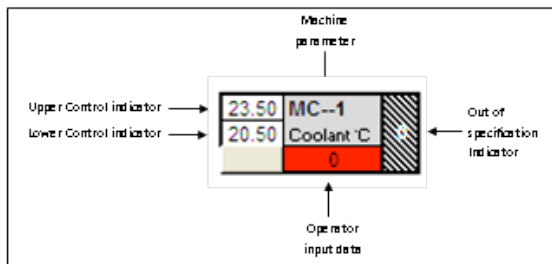 Machine
parameter
Upper Control indicator
23.50 MC--1
Out of
Lower Control indicator
20.50 Coolant °C
0
specification
Indicator
0
Operator
input data